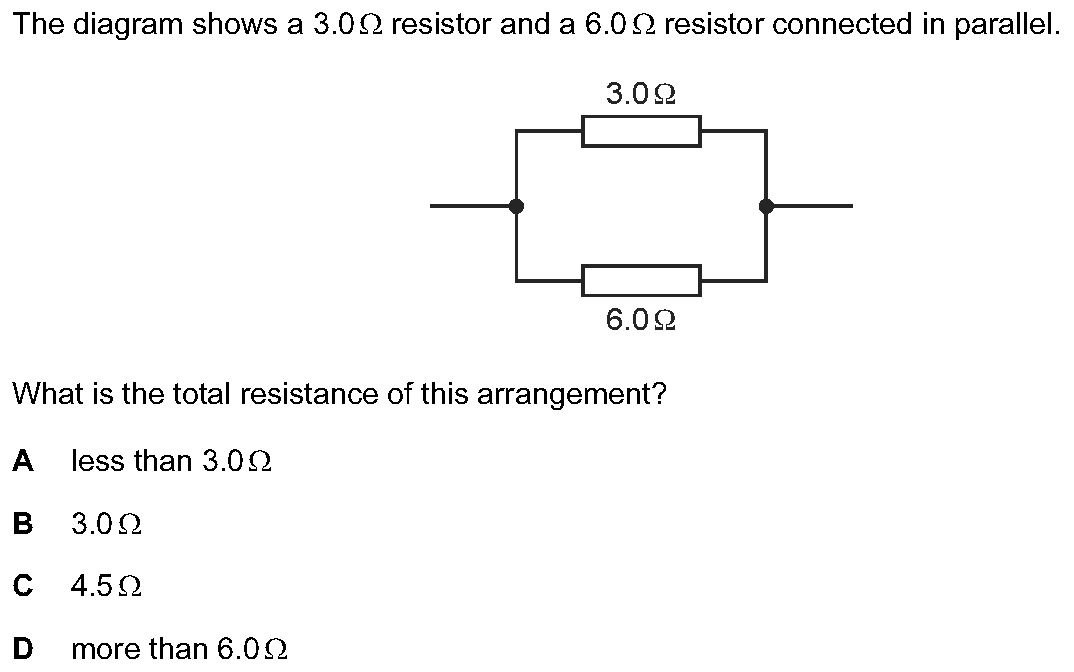 The diagram shows a 3.0 Ω resistor and a 6.0 Ω resistor connected in parallel.
3.0 Ω
6.0 Ω
What is the total resistance of this arrangement?
A less than 3.0 Ω
B 3.0 Ω
C 4.5 Ω
D more than 6.0 Ω